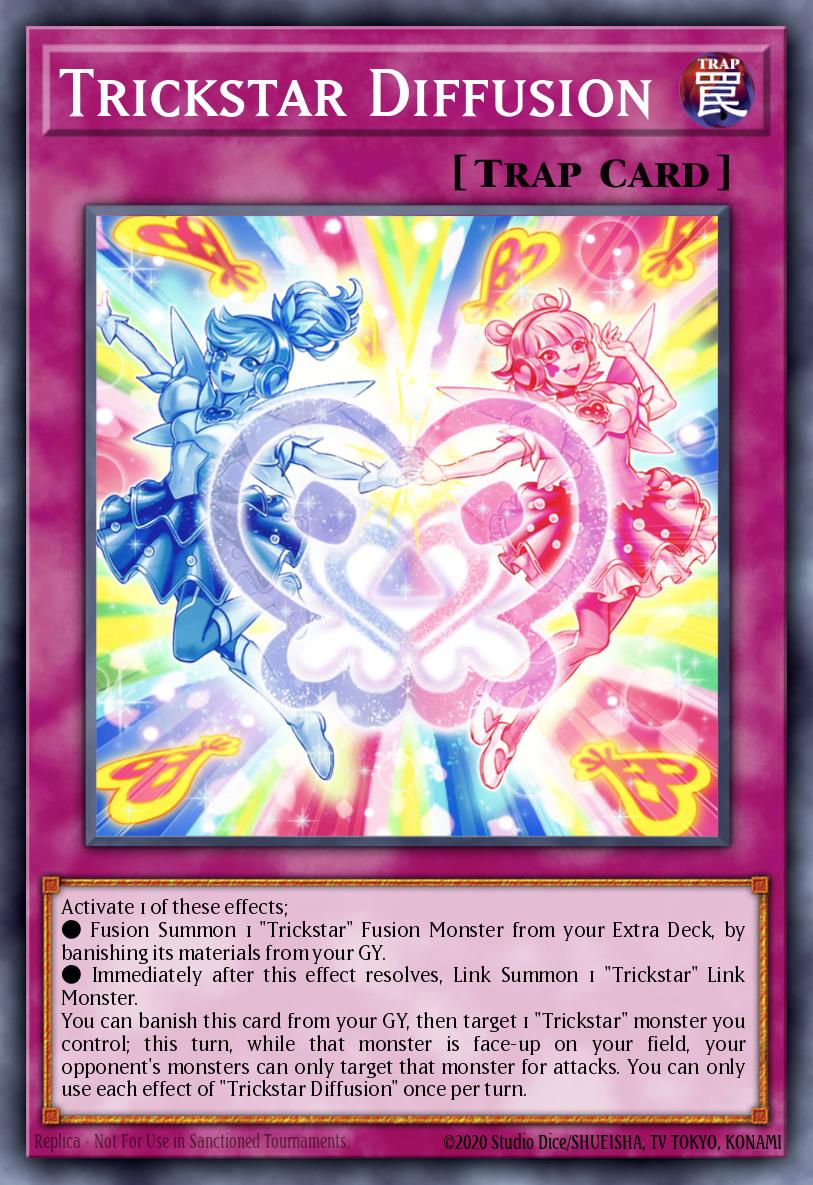 Trickstar Diffusion
TRAP
罠
[Trap Card]
Activate 1 of these effects;
● Fusion Summon 1 "Trickstar" Fusion Monster from your Extra Deck, by
banishing its materials from your GY.
● Immediately after this effect resolves, Link Summon 1 "Trickstar" Link
Monster.
You can banish this card from your GY, then target 1 "Trickstar" monster you
control; this turn, while that monster is face-up on your field, your
opponent's monsters can only target that monster for attacks. You can only
use each effect of "Trickstar Diffusion" once per turn.
Replica - Not For Use in Sanctioned Tournaments.
©2020 Studio Dice/SHUEISHA, TV TOKYO, KONAMI